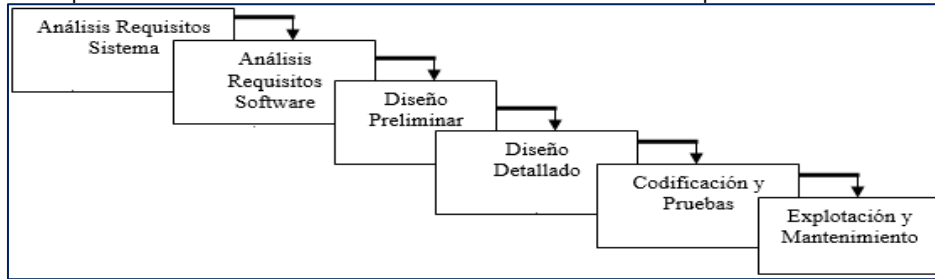 Análisis Requisitos
Sistema
Análisis
Requisitos
Software
Diseño
Preliminar
Diseño
Detallado
Codificación y
Pruebas
Explotación y
Mantenimiento